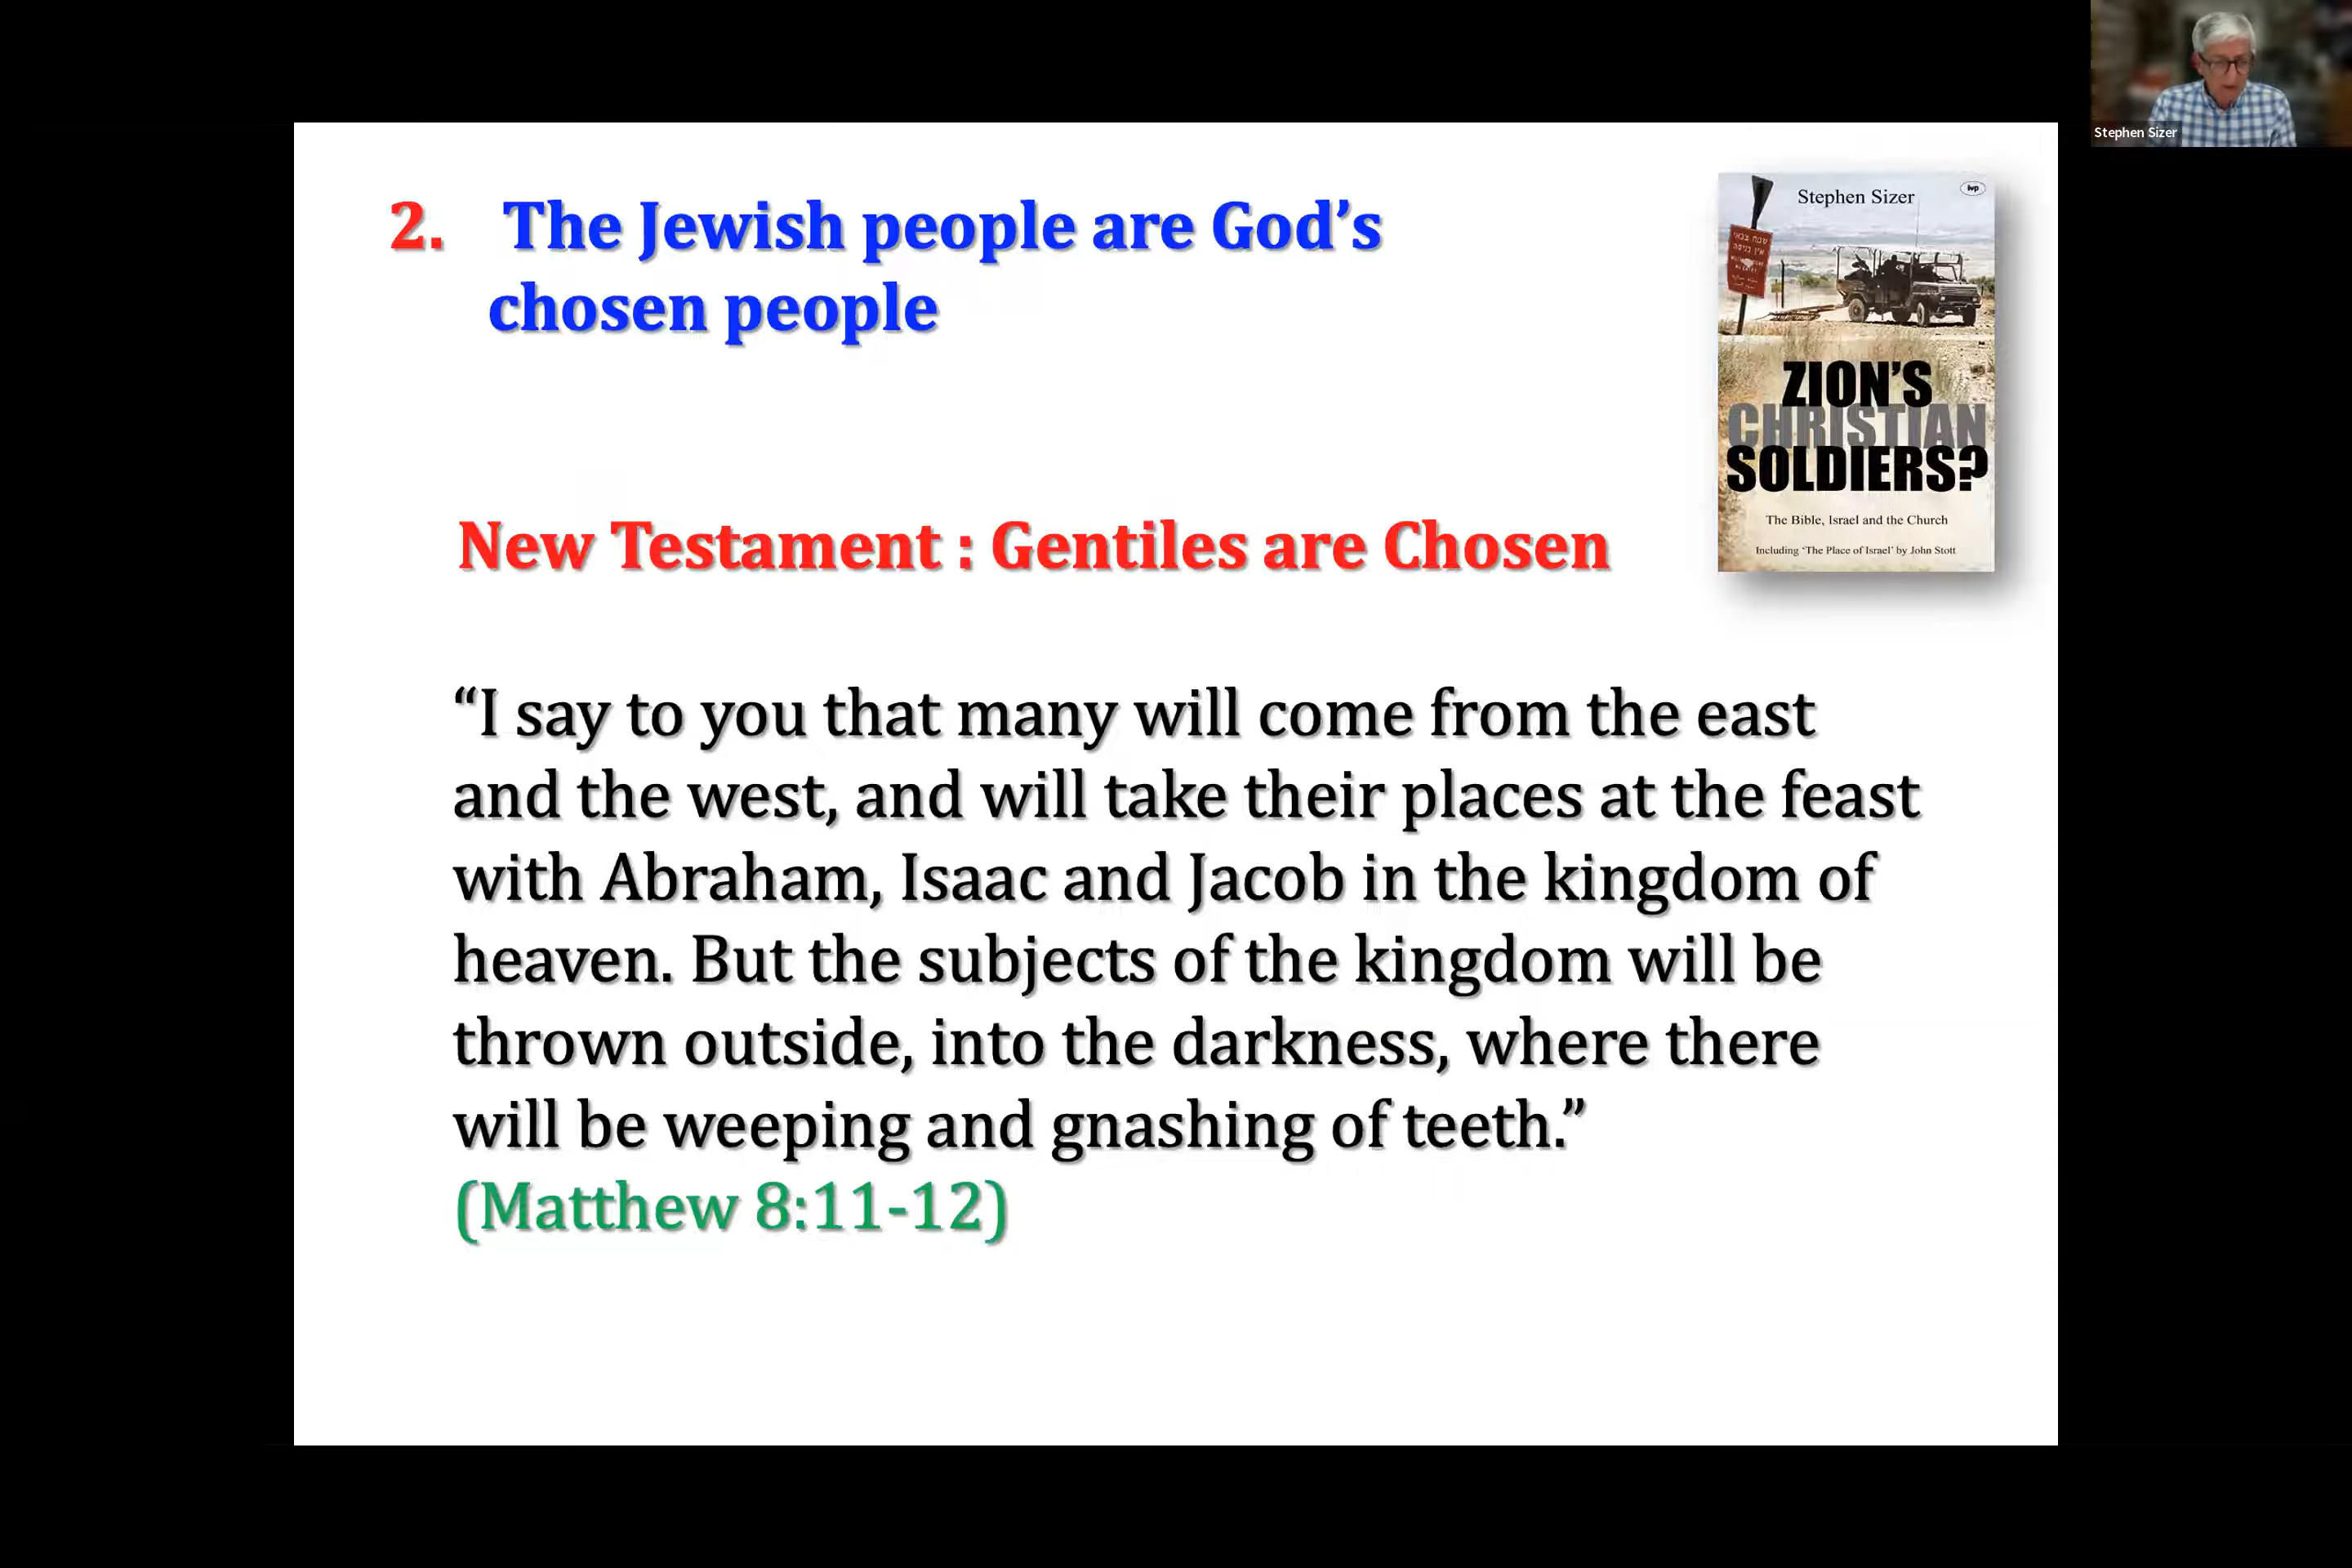 Stephen Sizer
2. The Jewish people are God’s
chosen people
Stephen Sizer
ivp
ZION’S
CHRISTIAN
SOLDIERS?
The Bible, Israel and the Church
Including ‘The Place of Israel’ by John Stott
New Testament : Gentiles are Chosen
“I say to you that many will come from the east
and the west, and will take their places at the feast
with Abraham, Isaac and Jacob in the kingdom of
heaven. But the subjects of the kingdom will be
thrown outside, into the darkness, where there
will be weeping and gnashing of teeth.”
(Matthew 8:11-12)